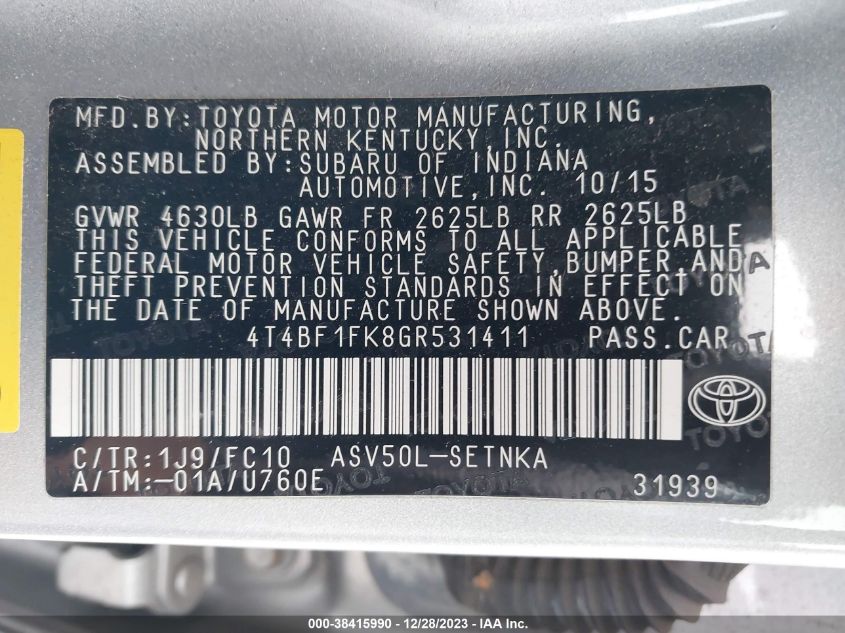 MFD.BY:TOYOTA MOTOR MANUFACTURING,
NORTHERN KENTUCKY,INC.
ASSEMBLED BY:SUBARU OF INDIANA
AUTOMOTIVE,INC. 10/15
GVWR 4630LB GAWR FR 2625LB RR 2625LB
THIS VEHICLE CONFORMS TO ALL APPLICABLE
FEDERAL MOTOR VEHICLE SAFETY,BUMPER,AND
THEFT PREVENTION STANDARDS IN EFFECT ON
THE DATE OF MANUFACTURE SHOWN ABOVE.
4T4BF1FK8GR531411 PASS.CAR
C/TR:1J9/FC10 ASV50L-SETNKA
A/TM:-01A/U760E 31939
000-38415990 - 12/28/2023 - IAA Inc.